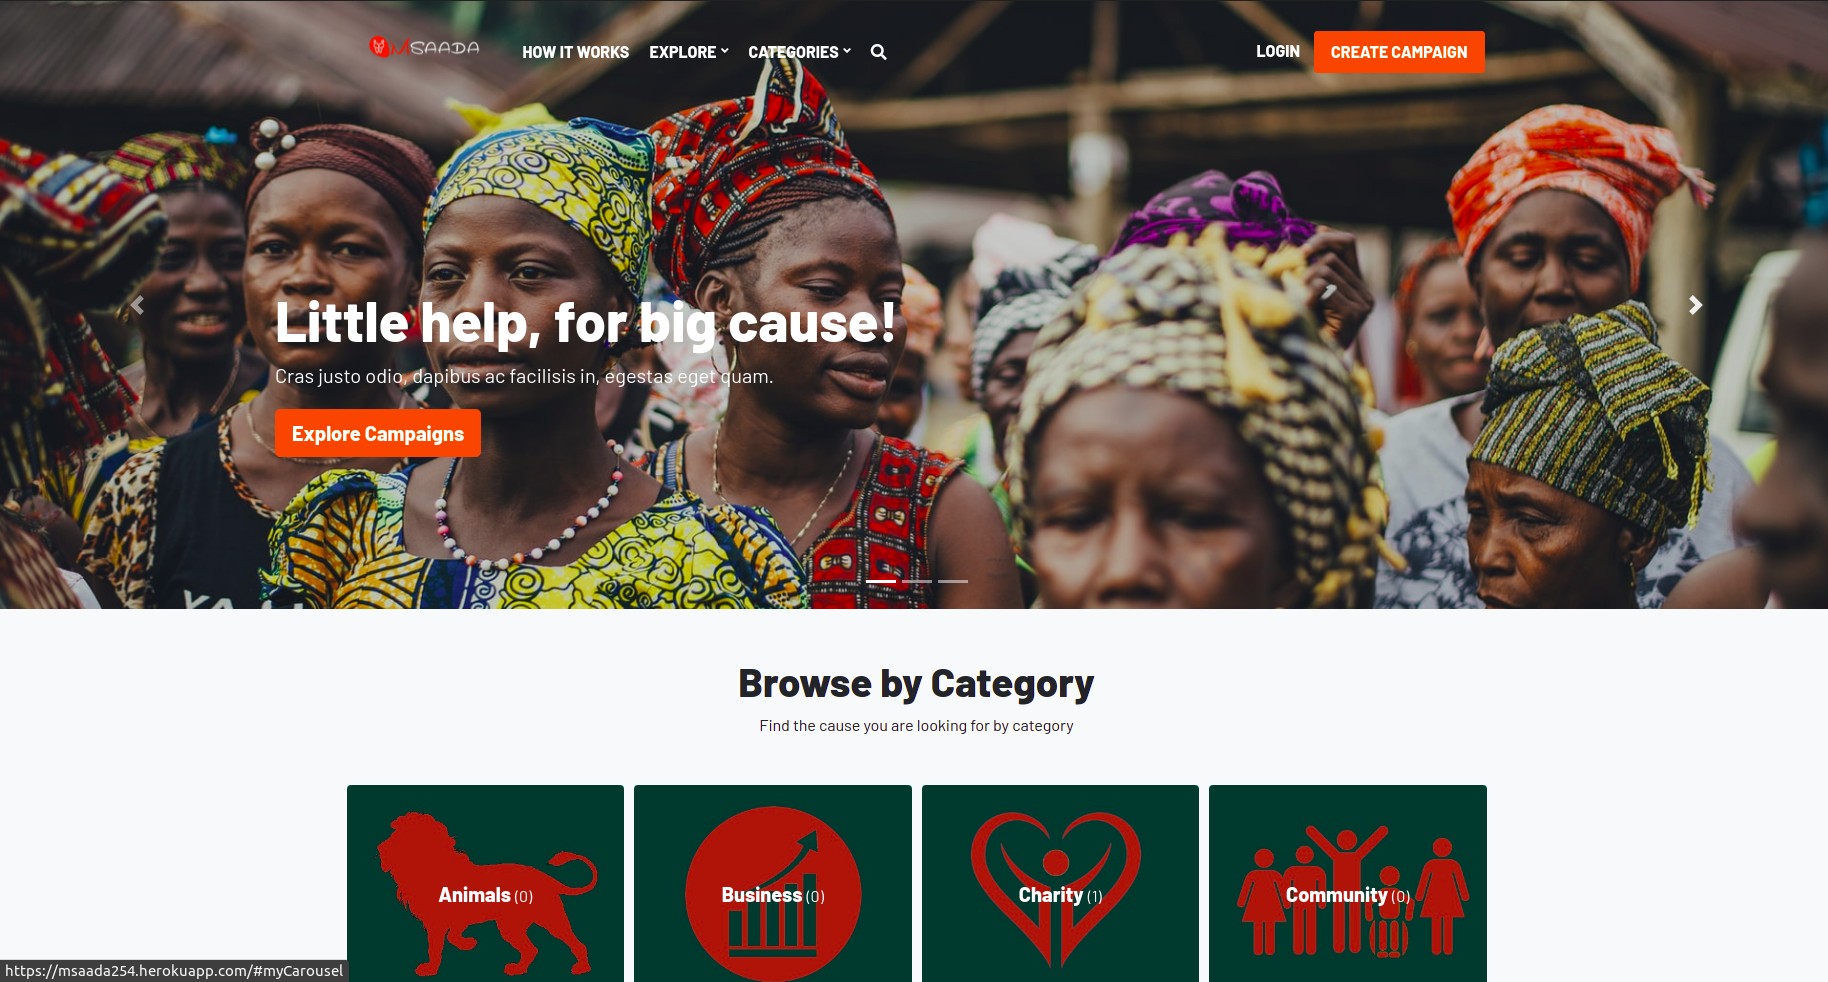 MSAADA
HOW IT WORKS EXPLORE CATEGORIES LOGIN CREATE CAMPAIGN
Little help, for big cause!
Cras justo odio, dapibus ac facilisis in, egestas eget quam.
Explore Campaigns
Browse by Category
Find the cause you are looking for by category
Animals (0) Business (0) Charity (1) Community (0)
https://msaada254.herokuapp.com/#myCarousel